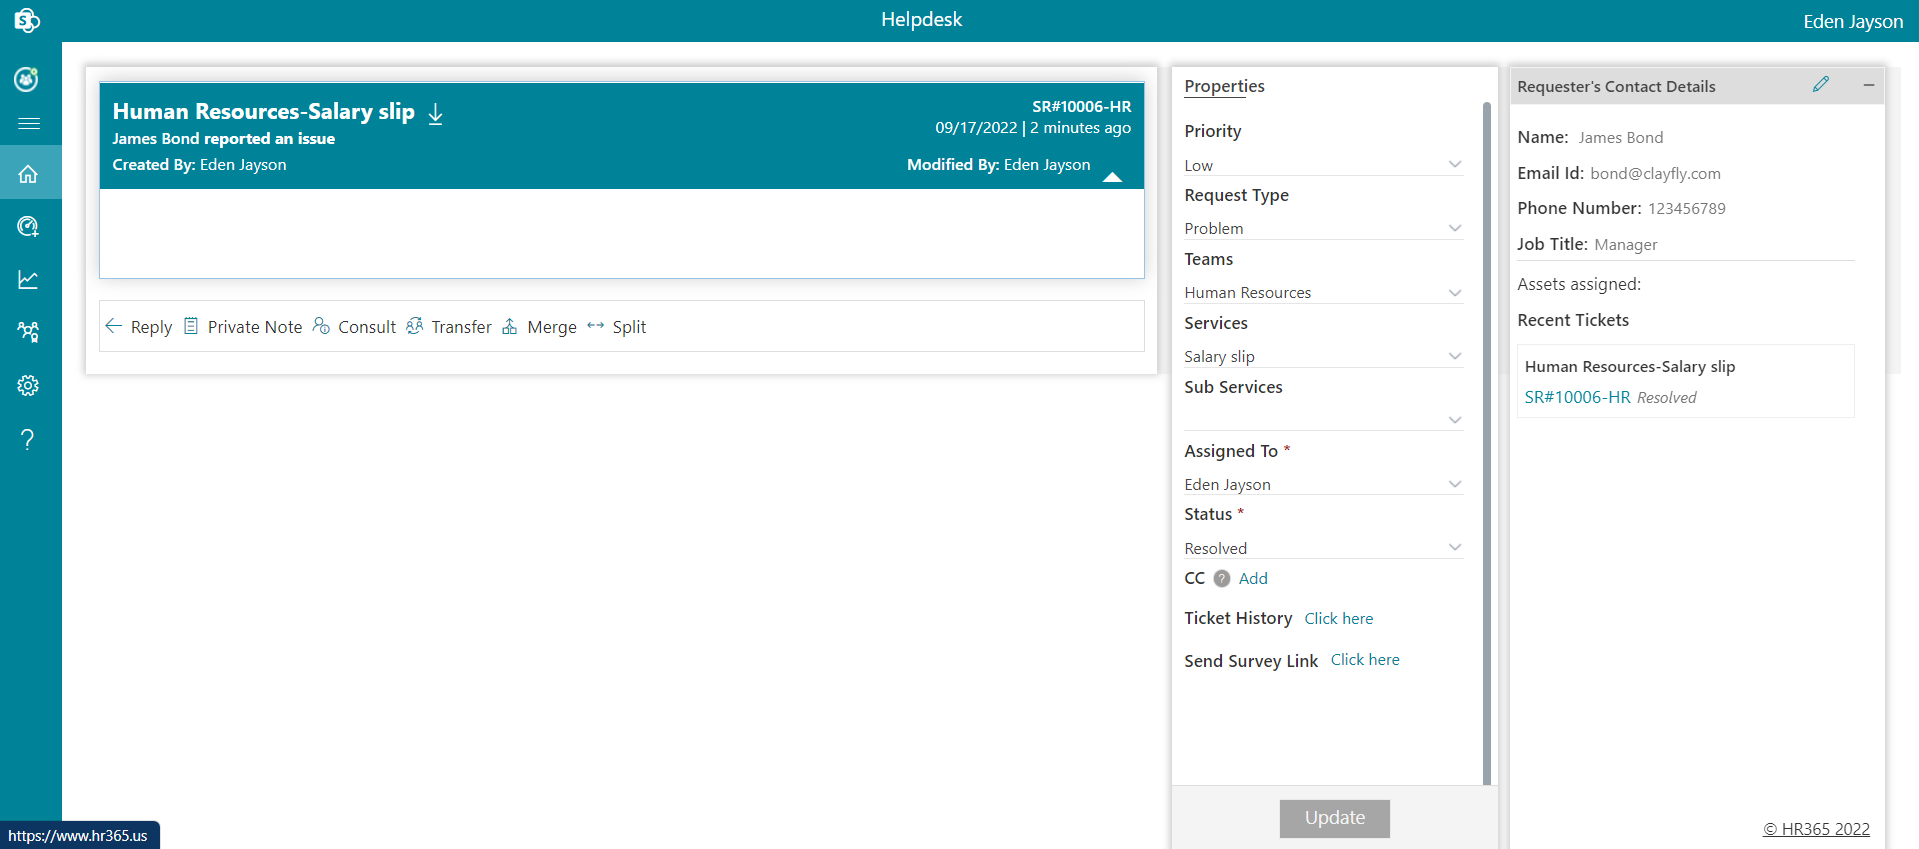 Helpdesk
Eden Jayson
Human Resources-Salary slip
SR#10006-HR
James Bond reported an issue
09/17/2022 | 2 minutes ago
Created By: Eden Jayson
Modified By: Eden Jayson
Reply Private Note Consult Transfer Merge Split
Properties
Priority
Low
Request Type
Problem
Teams
Human Resources
Services
Salary slip
Sub Services
Assigned To *
Eden Jayson
Status *
Resolved
CC ? Add
Ticket History Click here
Send Survey Link Click here
Update
Requester's Contact Details
Name: James Bond
Email Id: bond@clayfly.com
Phone Number: 123456789
Job Title: Manager
Assets assigned:
Recent Tickets
Human Resources-Salary slip
SR#10006-HR Resolved
© HR365 2022
https://www.hr365.us